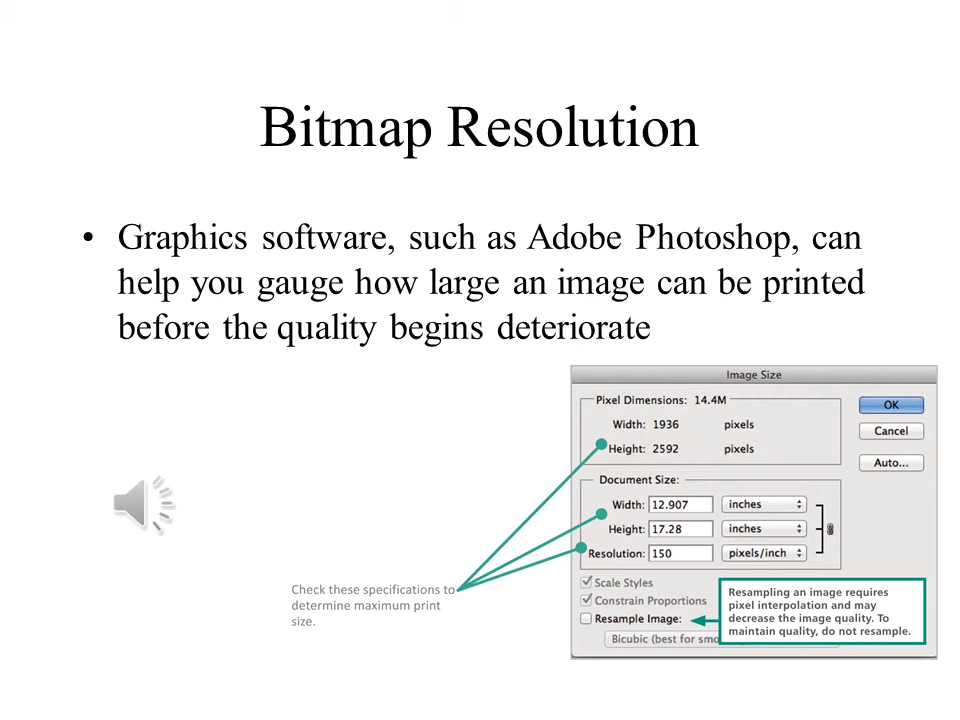 Bitmap Resolution
• Graphics software, such as Adobe Photoshop, can
help you gauge how large an image can be printed
before the quality begins deteriorate
Image Size
Pixel Dimensions: 14.4M
Width: 1936 pixels
Height: 2592 pixels
OK
Cancel
Auto...
Document Size:
Width: 12.907 inches
Height: 17.28 inches
Resolution: 150 pixels/inch
Scale Styles
Constrain Proportions
Resample Image:
Bicubic (best for smo
Check these specifications to
determine maximum print
size.
Resampling an image requires
pixel interpolation and may
decrease the image quality. To
maintain quality, do not resample.